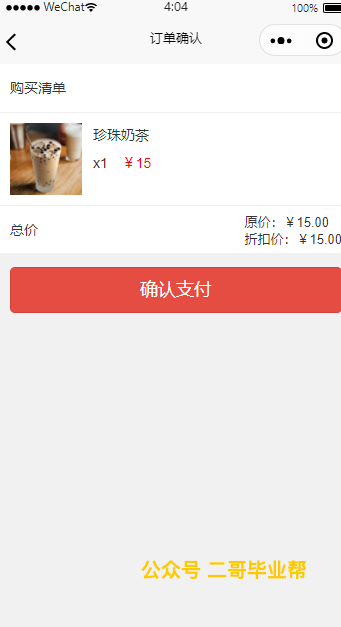 WeChat 4:04 100%
订单确认
购买清单
珍珠奶茶
x1 ￥15
总价
原价：￥15.00
折扣价：￥15.00
确认支付
公众号 二哥毕业帮